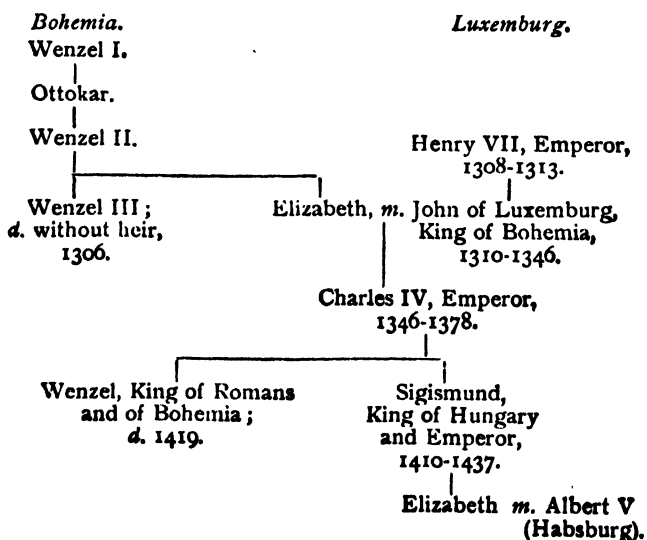 Bohemia. Luxemburg.
Wenzel I.
Ottokar.
Wenzel II.
Henry VII, Emperor,
1308-1313.
Wenzel III; Elizabeth, m. John of Luxemburg,
d. without heir, King of Bohemia,
1306. 1310-1346.
Charles IV, Emperor,
1346-1378.
Wenzel, King of Romans Sigismund,
and of Bohemia; King of Hungary
d. 1419. and Emperor,
1410-1437.
Elizabeth m. Albert V
(Habsburg).